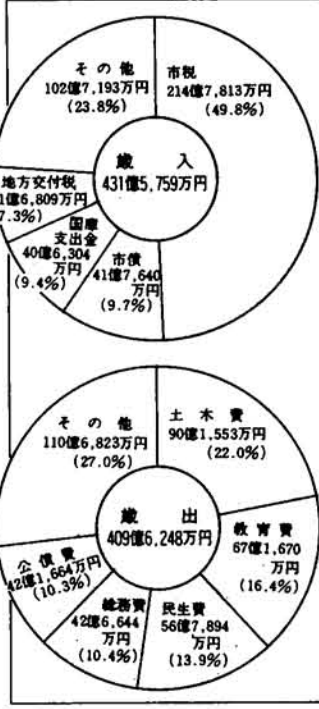 その他
102億7,193万円
(23.8%)
市税
214億7,813万円
(49.8%)
歳入
431億5,759万円
地方交付税
1億6,809万円
7.3%)
国庫
支出金
40億6,304
万円
(9.4%)
市債
41億7,640
万円
(9.7%)
その他
110億6,823万円
(27.0%)
土木費
90億1,553万円
(22.0%)
歳出
409億6,248万円
教育費
67億1,670
万円
(16.4%)
公債費
42億1,664万円
(10.3%)
総務費
42億6,644
万円
(10.4%)
民生費
56億7,894
万円
(13.9%)